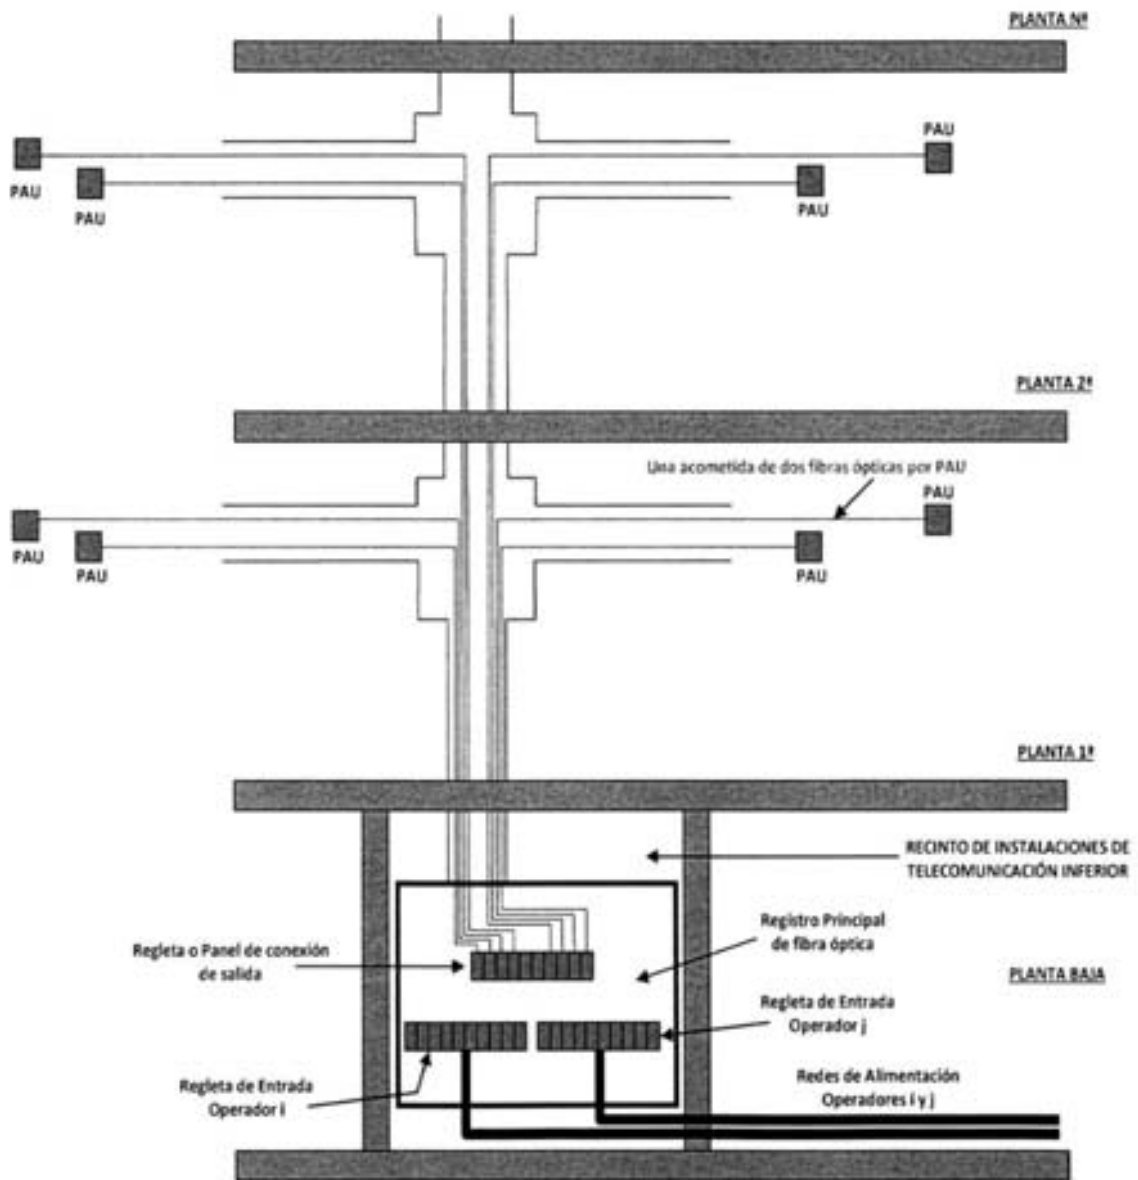 PLANTA Nª
PAU
PAU
PAU
PAU
PLANTA 2ª
Una acometida de dos fibras ópticas por PAU
PAU
PAU
PAU
PAU
PLANTA 1ª
RECINTO DE INSTALACIONES DE
TELECOMUNICACIÓN INFERIOR
Registro Principal
de fibra óptica
Regleta o Panel de conexión
de salida
PLANTA BAJA
Regleta de Entrada
Operador j
Redes de Alimentación
Operadores i y j
Regleta de Entrada
Operador i